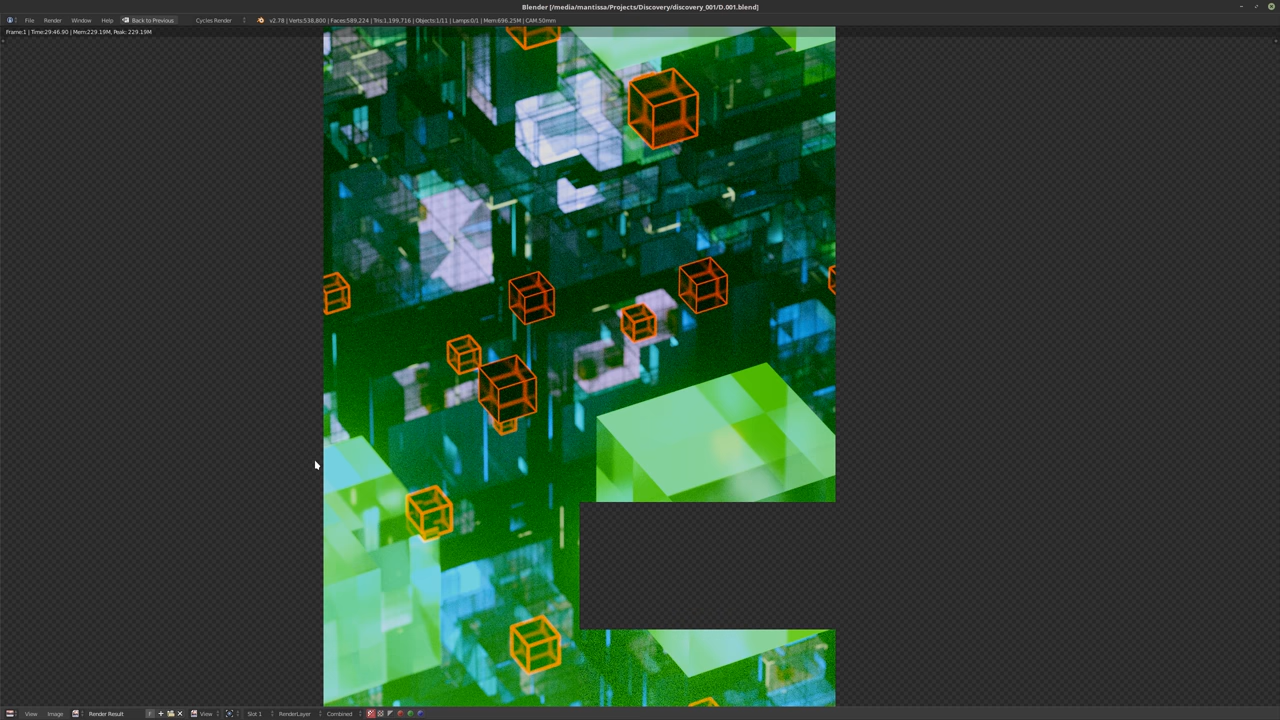 Blender [/media/mantissa/Projects/Discovery/discovery_001/D.001.blend]
File Render Window Help Back to Previous Cycles Render v2.78 | Verts:538,800 | Faces:589,224 | Tris:1,199,716 | Objects:1/11 | Lamps:0/1 | Mem:696.25M | CAM.50mm
Frame:1 | Time:29:46.90 | Mem:229.19M, Peak: 229.19M
View Image Render Result F View Slot 1 RenderLayer Combined